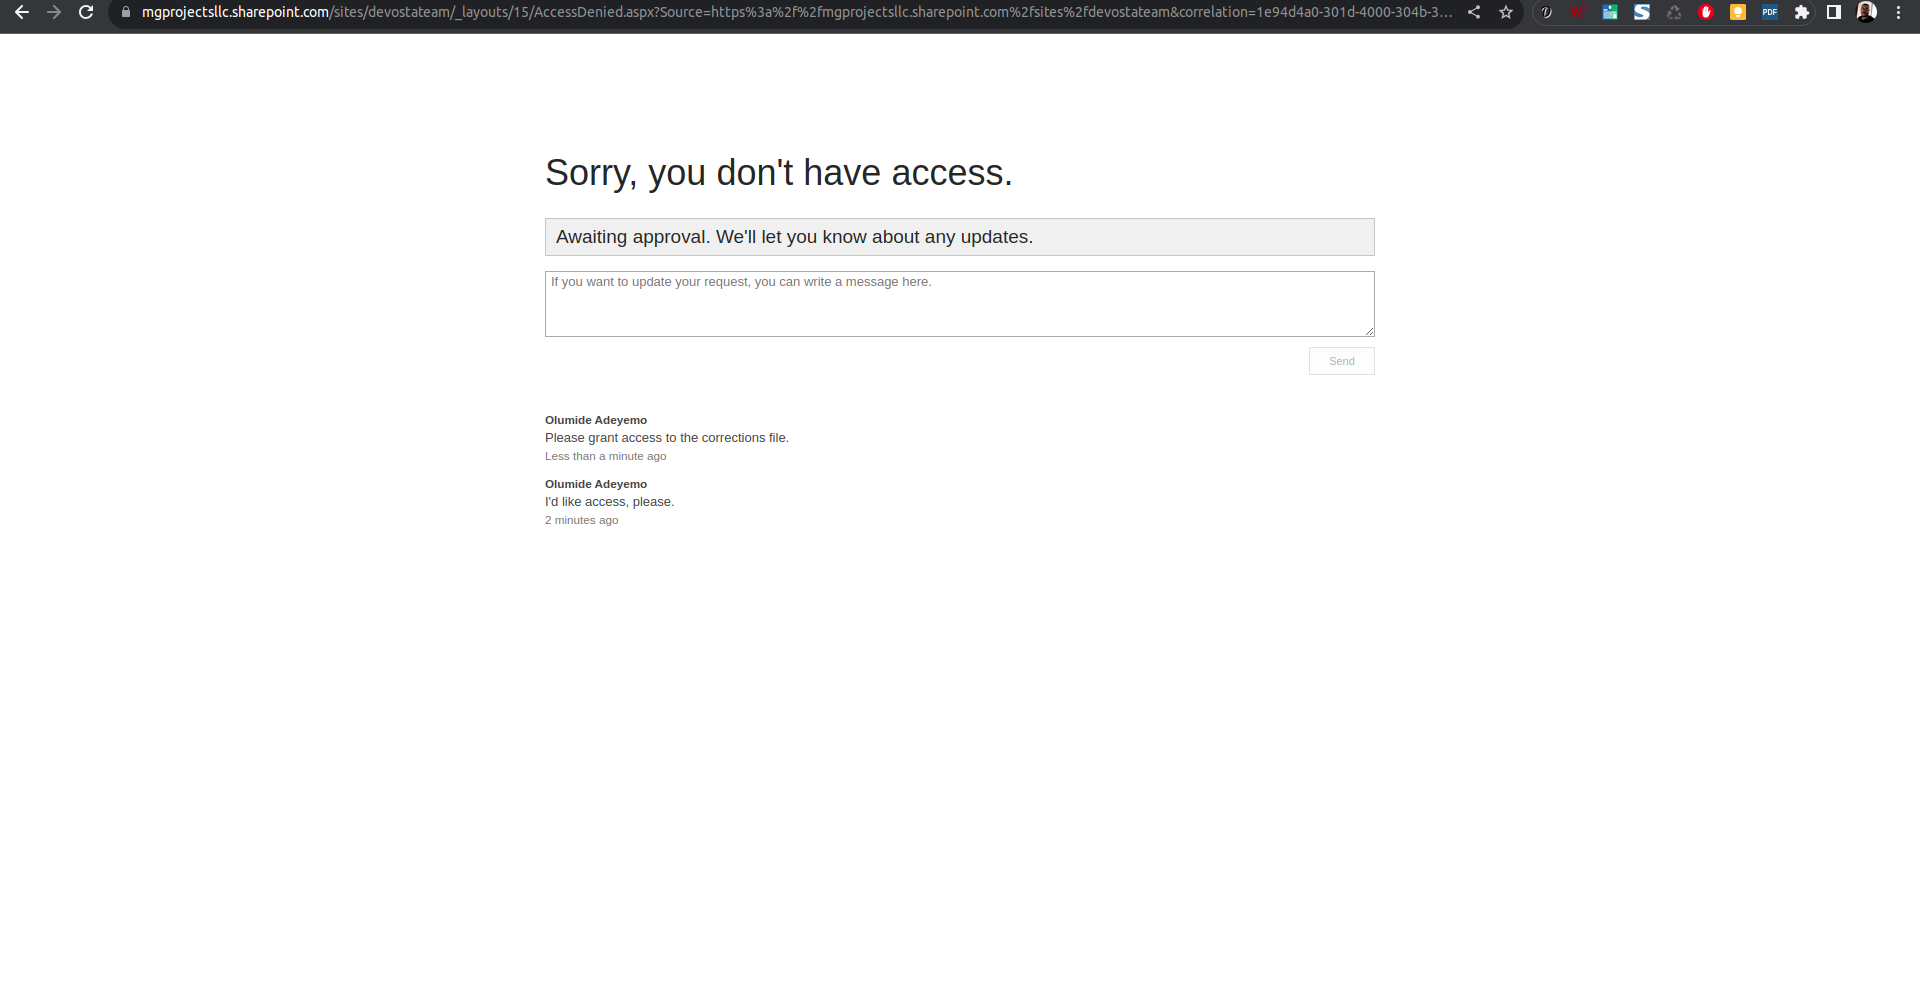 mgprojectsllc.sharepoint.com/sites/devostateam/_layouts/15/AccessDenied.aspx?Source=https%3a%2f%2fmgprojectsllc.sharepoint.com%2fsites%2fdevostateam&correlation=1e94d4a0-301d-4000-304b-3...
PDF
Sorry, you don't have access.
Awaiting approval. We'll let you know about any updates.
If you want to update your request, you can write a message here.
Send
Olumide Adeyemo
Please grant access to the corrections file.
Less than a minute ago
Olumide Adeyemo
I'd like access, please.
2 minutes ago